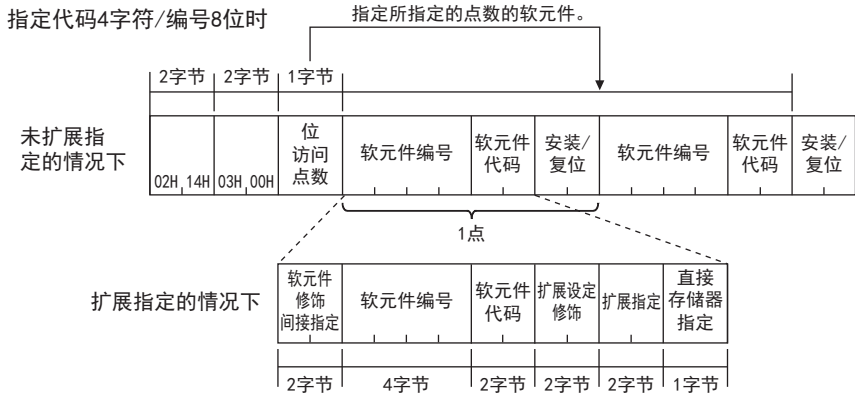 指定代码4字符/编号8位时
指定所指定的点数的软元件。
2字节
2字节
1字节
未扩展指
定的情况下
02H
14H
03H
00H
位
访问
点数
软元件编号
软元件
代码
安装/
复位
软元件编号
软元件
代码
安装/
复位
1点
扩展指定的情况下
软元件
修饰
间接指定
软元件编号
软元件
代码
扩展设定
修饰
扩展指定
直接
存储器
指定
2字节
4字节
2字节
2字节
2字节
1字节